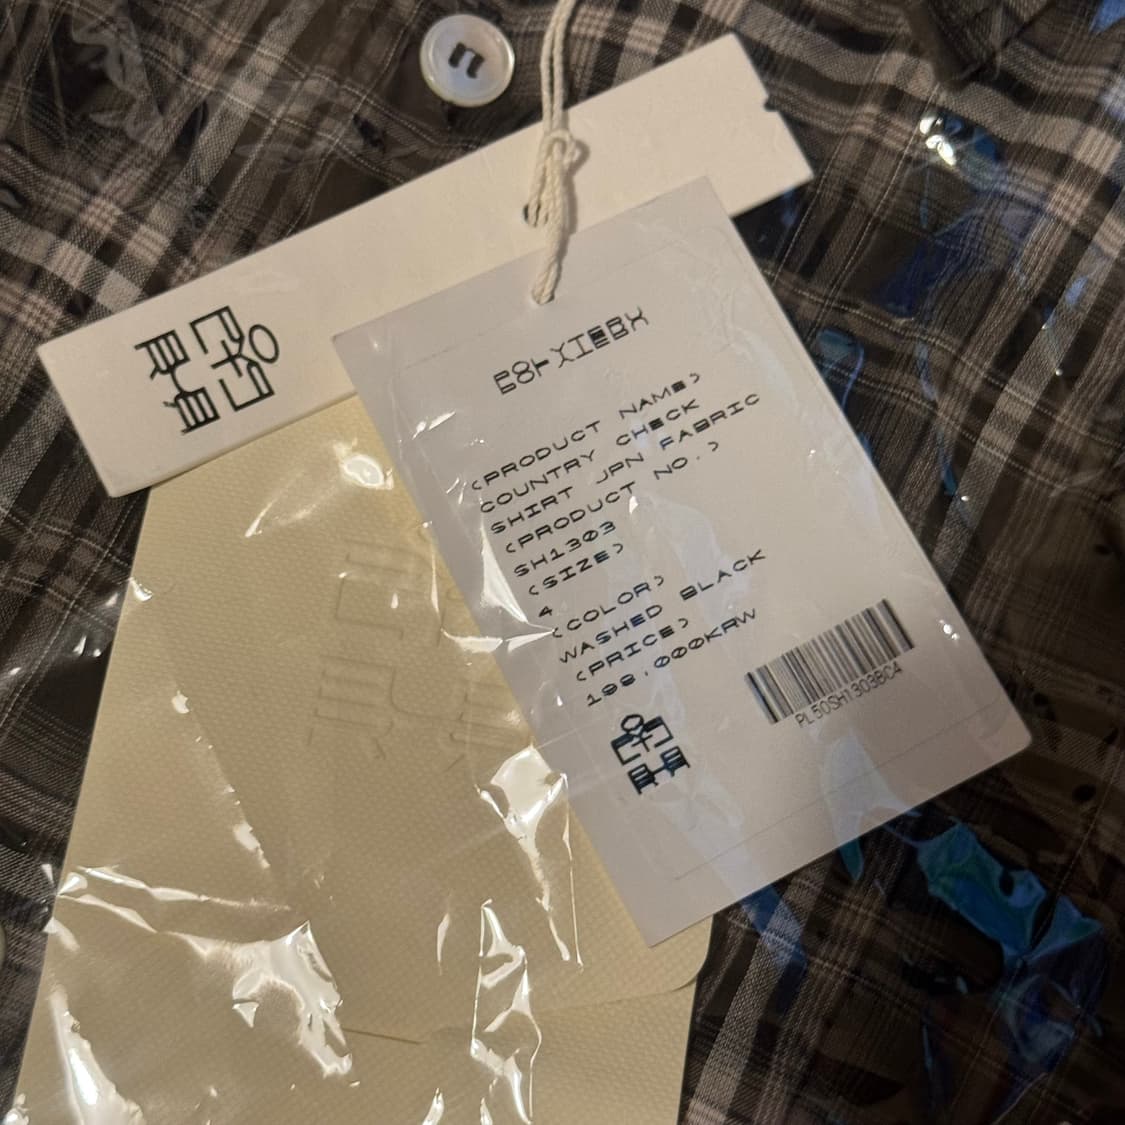 <PRODUCT NAME>
COUNTRY CHECK
SHIRT JPN FABRIC
<PRODUCT NO.>
SH1303
<SIZE>
4
<COLOR>
WASHED BLACK
<PRICE>
198.000KRW
PL50SH1303BC4